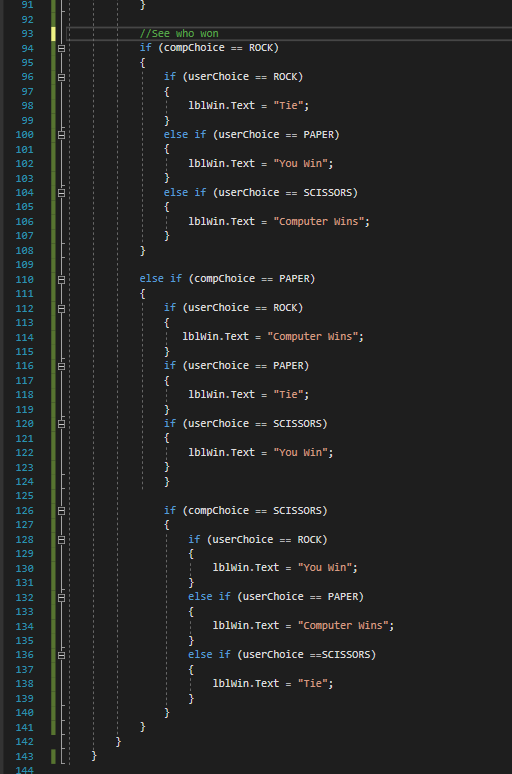 91 }
92
93 //See who won
94 if (compChoice == ROCK)
95 {
96 if (userChoice == ROCK)
97 {
98 lblWin.Text = "Tie";
99 }
100 else if (userChoice == PAPER)
101 {
102 lblWin.Text = "You Win";
103 }
104 else if (userChoice == SCISSORS)
105 {
106 lblWin.Text = "Computer Wins";
107 }
108 }
109
110 else if (compChoice == PAPER)
111 {
112 if (userChoice == ROCK)
113 {
114 lblWin.Text = "Computer Wins";
115 }
116 if (userChoice == PAPER)
117 {
118 lblWin.Text = "Tie";
119 }
120 if (userChoice == SCISSORS)
121 {
122 lblWin.Text = "You Win";
123 }
124 }
125
126 if (compChoice == SCISSORS)
127 {
128 if (userChoice == ROCK)
129 {
130 lblWin.Text = "You Win";
131 }
132 else if (userChoice == PAPER)
133 {
134 lblWin.Text = "Computer Wins";
135 }
136 else if (userChoice ==SCISSORS)
137 {
138 lblWin.Text = "Tie";
139 }
140 }
141 }
142 }
143 }
144